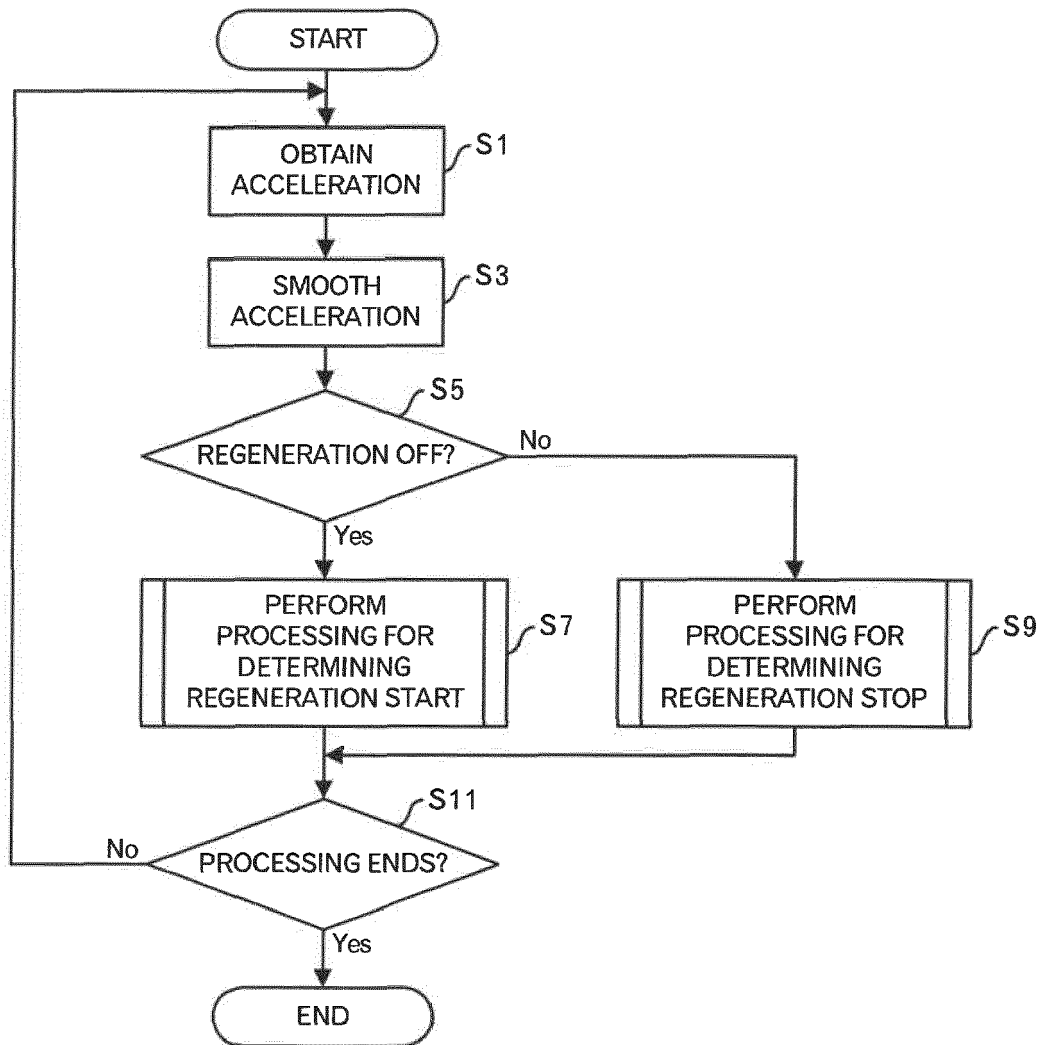 START
OBTAIN
ACCELERATION
S1
SMOOTH
ACCELERATION
S3
S5
REGENERATION OFF?
No
Yes
PERFORM
PROCESSING FOR
DETERMINING
REGENERATION START
S7
PERFORM
PROCESSING FOR
DETERMINING
REGENERATION STOP
S9
S11
PROCESSING ENDS?
No
Yes
END